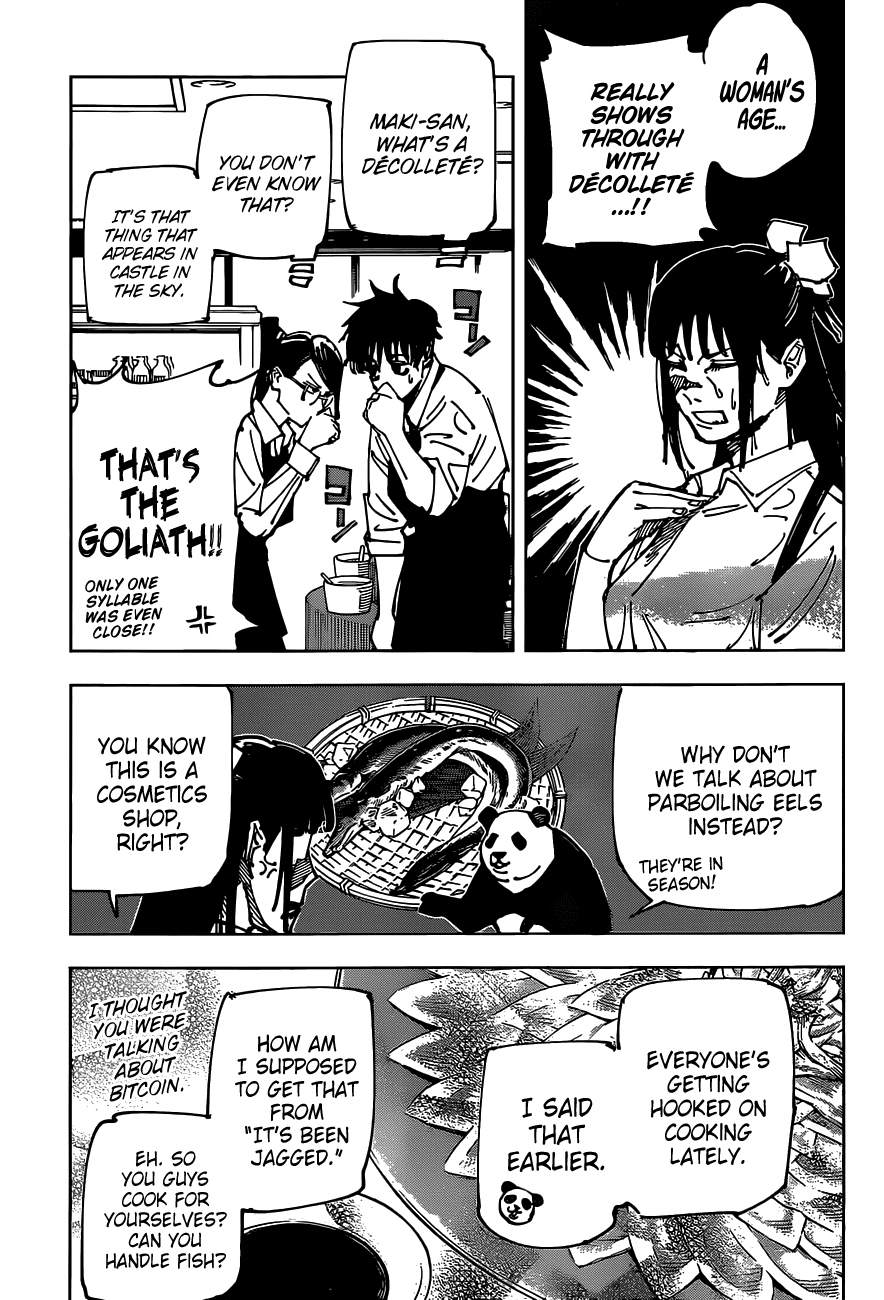 A
WOMAN'S
AGE...
REALLY
SHOWS
THROUGH
WITH
DÉCOLLETÉ
...!!
MAKI-SAN,
WHAT'S A
DÉCOLLETÉ?
YOU DON'T
EVEN KNOW
THAT?
IT'S THAT
THING THAT
APPEARS IN
CASTLE IN
THE SKY.
コ
ソ
コ
ソ
THAT'S
THE
GOLIATH!!
ONLY ONE
SYLLABLE
WAS EVEN
CLOSE!!
WHY DON'T
WE TALK ABOUT
PARBOILING EELS
INSTEAD?
THEY'RE IN
SEASON!
YOU KNOW
THIS IS A
COSMETICS
SHOP,
RIGHT?
EVERYONE'S
GETTING
HOOKED ON
COOKING
LATELY.
I SAID
THAT
EARLIER.
HOW AM
I SUPPOSED
TO GET THAT
FROM
"IT'S BEEN
JAGGED."
I THOUGHT
YOU WERE
TALKING
ABOUT
BITCOIN.
EH. SO
YOU GUYS
COOK FOR
YOURSELVES?
CAN YOU
HANDLE FISH?